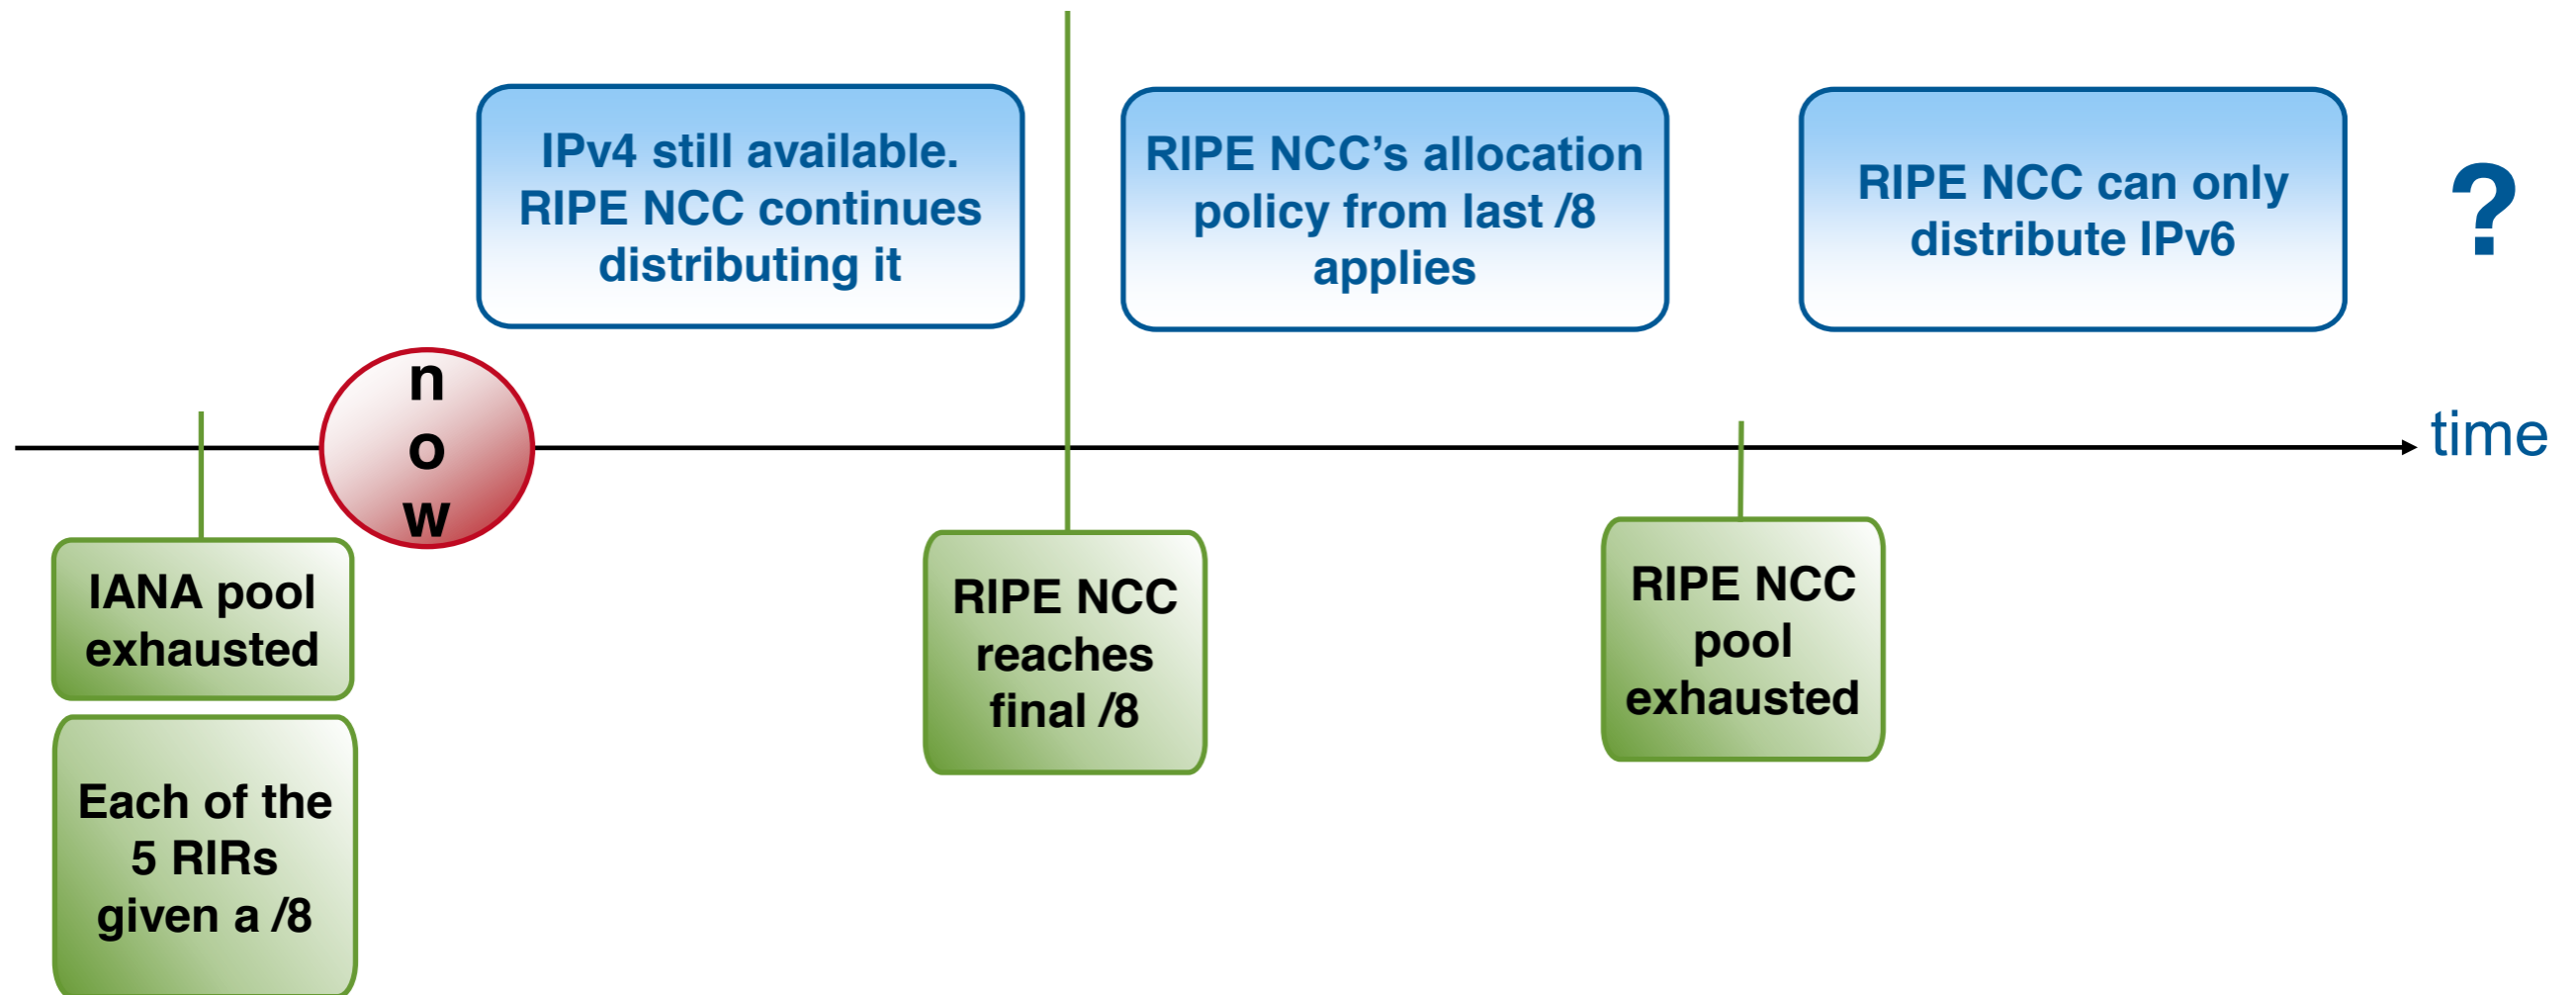 IPv4 still available.
RIPE NCC continues
distributing it
RIPE NCC’s allocation
policy from last /8
applies
RIPE NCC can only
distribute IPv6
?
n
o
w
time
IANA pool
exhausted
Each of the
5 RIRs
given a /8
RIPE NCC
reaches
final /8
RIPE NCC
pool
exhausted